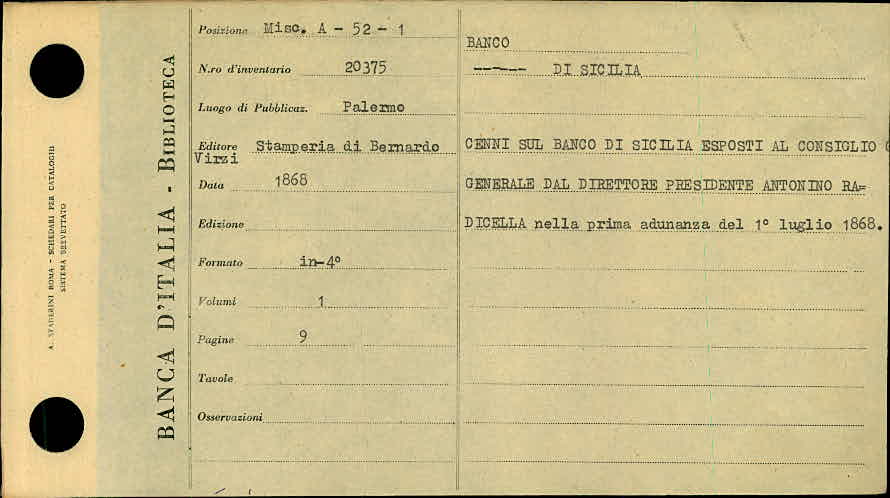 A. STADERINI ROMA - SCHEDARI PER CATALOGHI
SISTEMA BREVETTATO
BANCA D'ITALIA - BIBLIOTECA
Posizione Misc. A - 52 - 1
N.ro d'inventario 20375
Luogo di Pubblicaz. Palermo
Editore Stamperia di Bernardo
Virzi
Data 1868
Edizione
Formato in-4°
Volumi 1
Pagine 9
Tavole
Osservazioni
BANCO
------ DI SICILIA
CENNI SUL BANCO DI SICILIA ESPOSTI AL CONSIGLIO
GENERALE DAL DIRETTORE PRESIDENTE ANTONINO RA=
DICELLA nella prima adunanza del 1° luglio 1868.